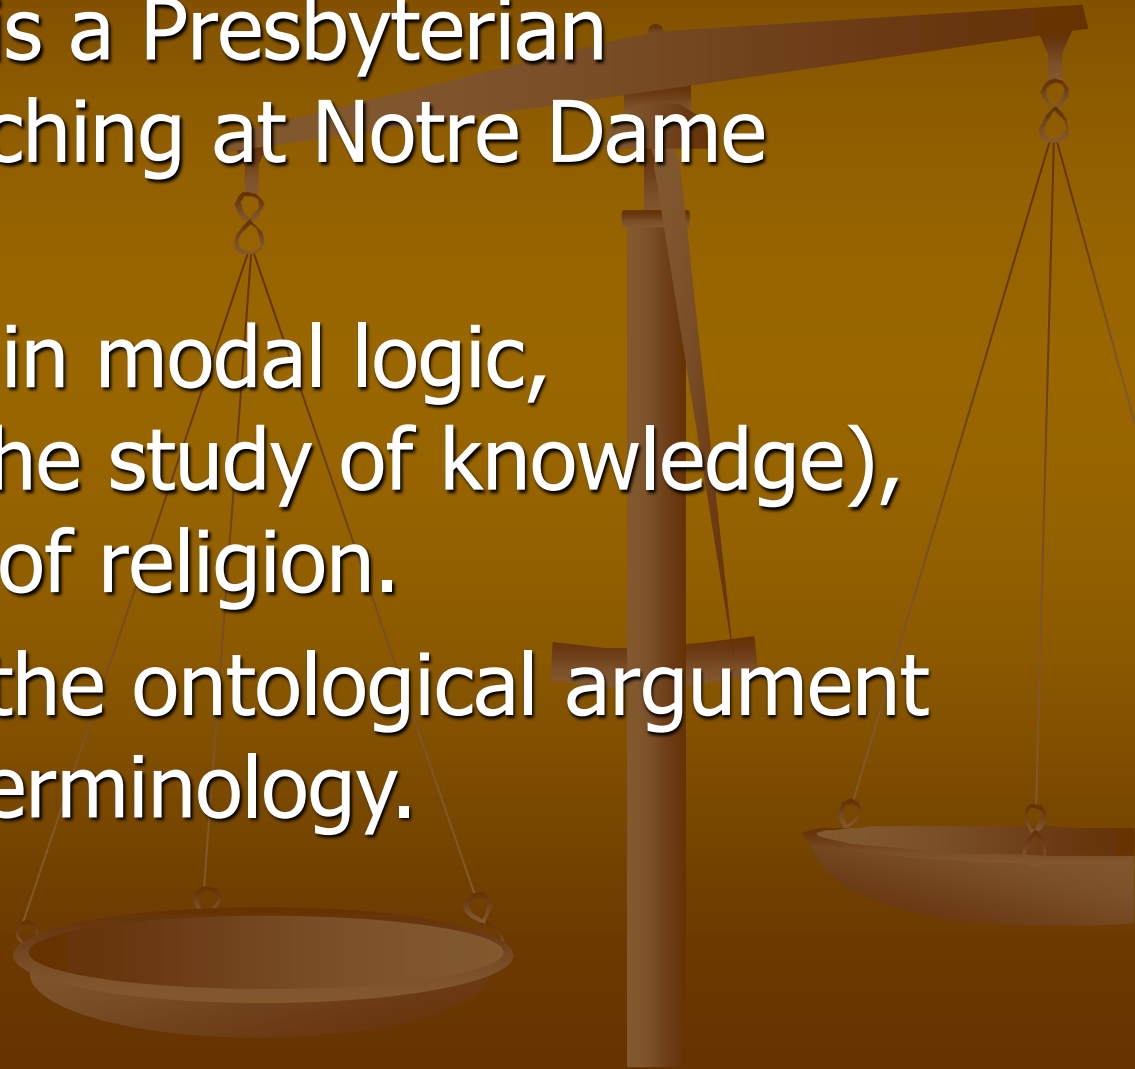 is a Presbyterian
ching at Notre Dame
in modal logic,
he study of knowledge),
of religion.
the ontological argument
erminology.